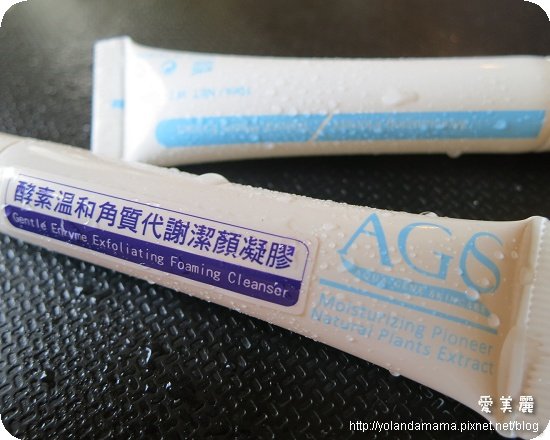 酵素溫和角質代謝潔顏凝膠
Gentle Enzyme Exfoliating Foaming Cleanser
AGS
Moisturizing Pioneer
Natural Plants Extract
愛美麗
http://yolandamama.pixnet.net/blog